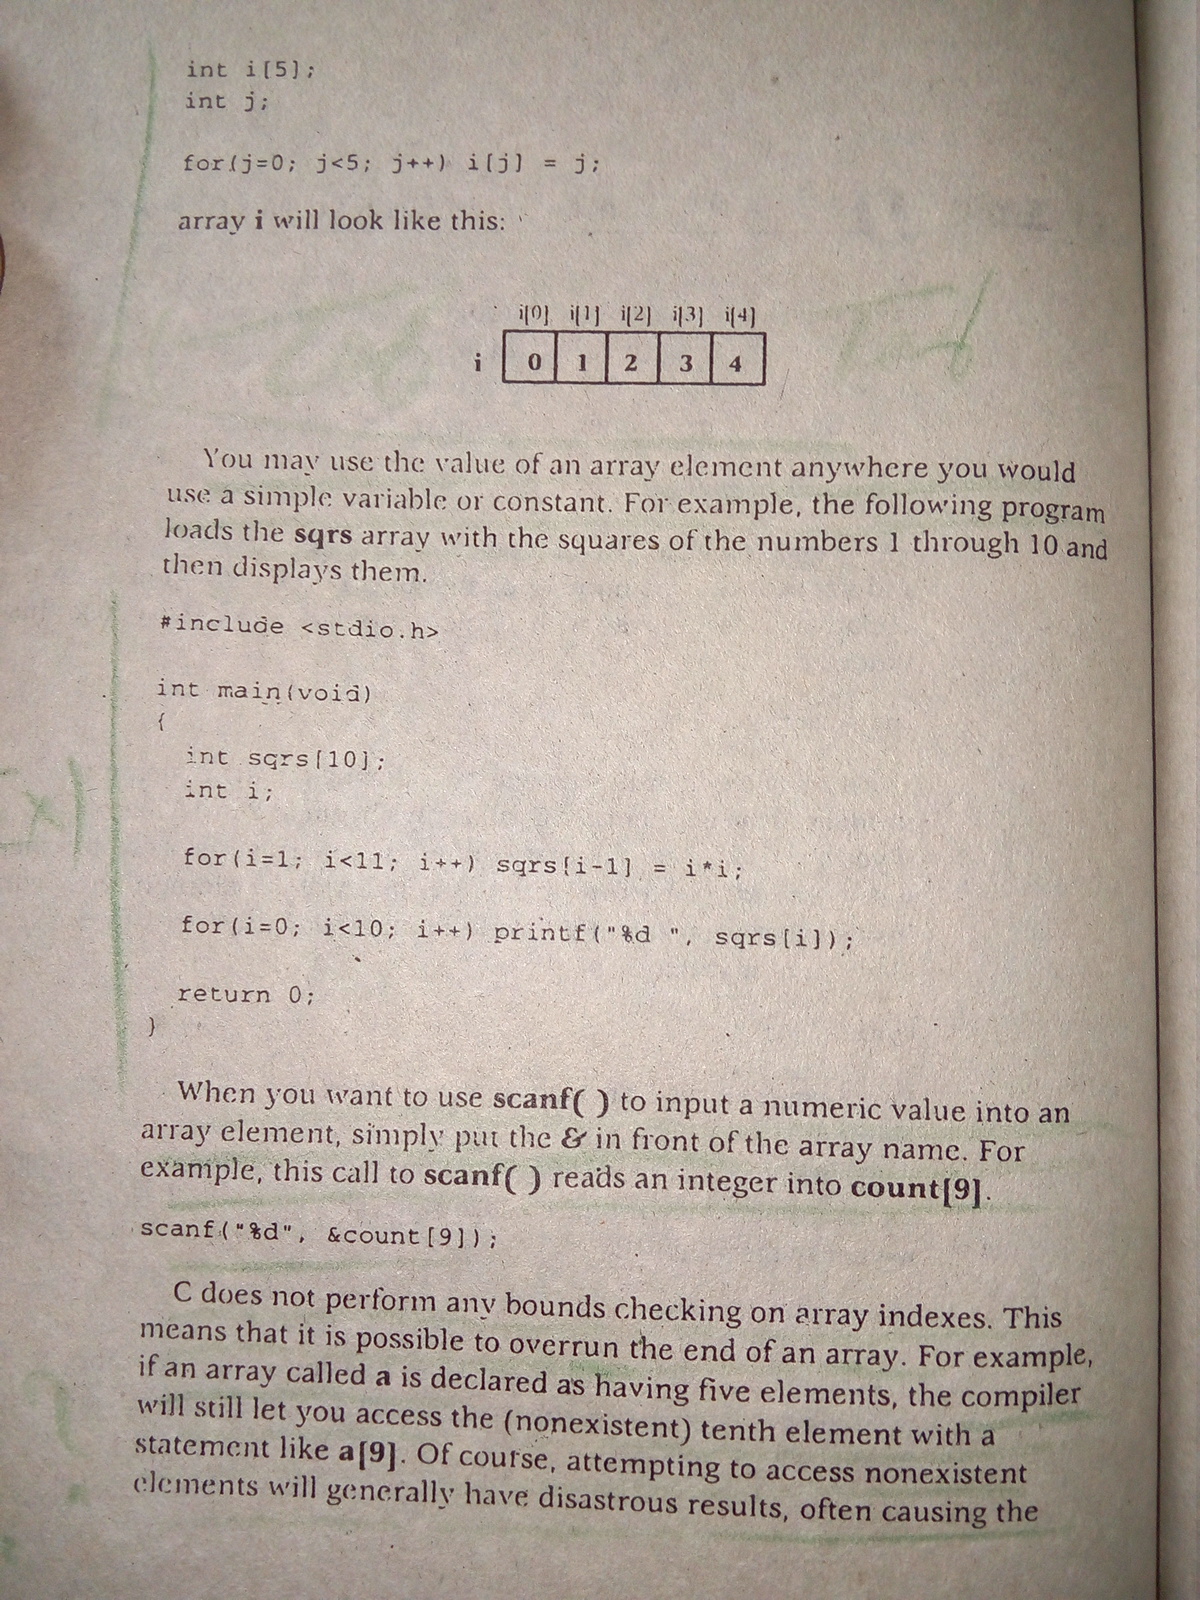 int i[5];
int j;
for(j=0; j<5; j++) i[j] = j;
array i will look like this:
i[0] i[1] i[2] i[3] i[4]
i 0 1 2 3 4
You may use the value of an array element anywhere you would
use a simple variable or constant. For example, the following program
loads the sqrs array with the squares of the numbers 1 through 10 and
then displays them.
#include <stdio.h>
int main(void)
{
int sqrs[10];
int i;
for(i=1; i<11; i++) sqrs[i-1] = i*i;
for(i=0; i<10; i++) printf("%d ", sqrs[i]);
return 0;
}
When you want to use scanf( ) to input a numeric value into an
array element, simply put the & in front of the array name. For
example, this call to scanf( ) reads an integer into count[9].
scanf("%d", &count[9]);
C does not perform any bounds checking on array indexes. This
means that it is possible to overrun the end of an array. For example,
if an array called a is declared as having five elements, the compiler
will still let you access the (nonexistent) tenth element with a
statement like a[9]. Of course, attempting to access nonexistent
elements will generally have disastrous results, often causing the